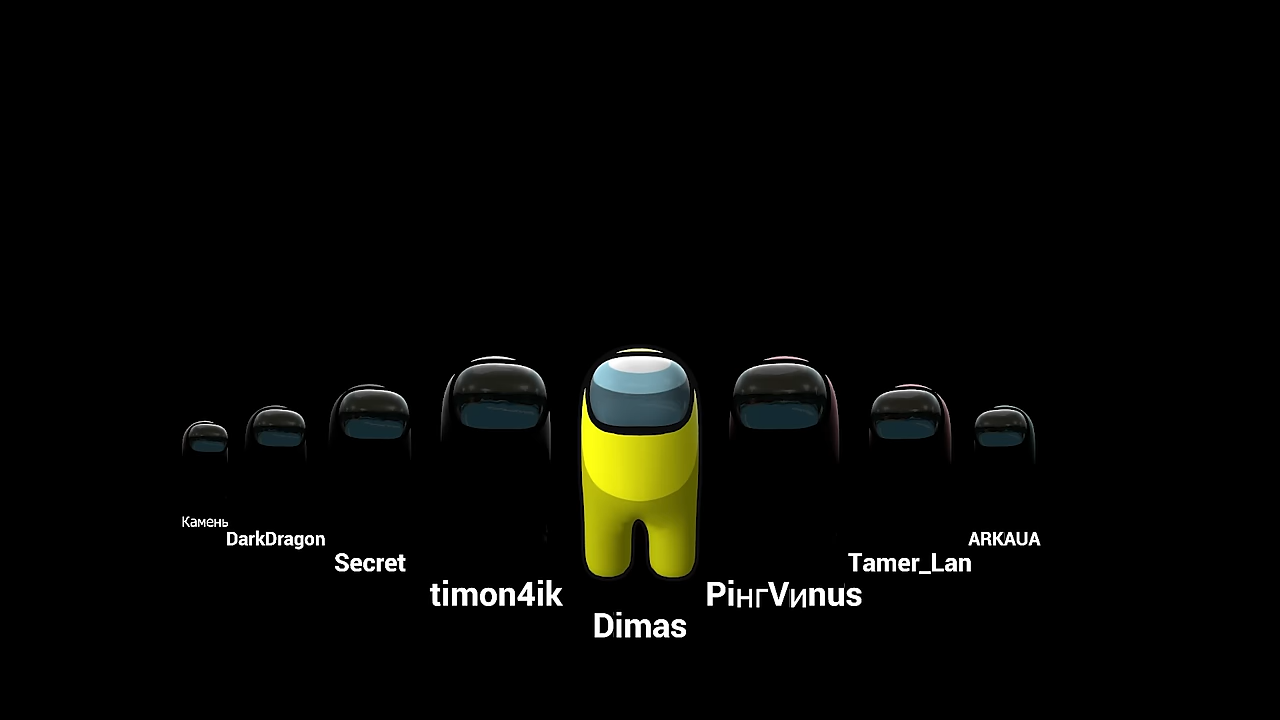 Камень
DarkDragon
Secret
timon4ik
Dimas
PiнгVиnus
Tamer_Lan
ARKAUA